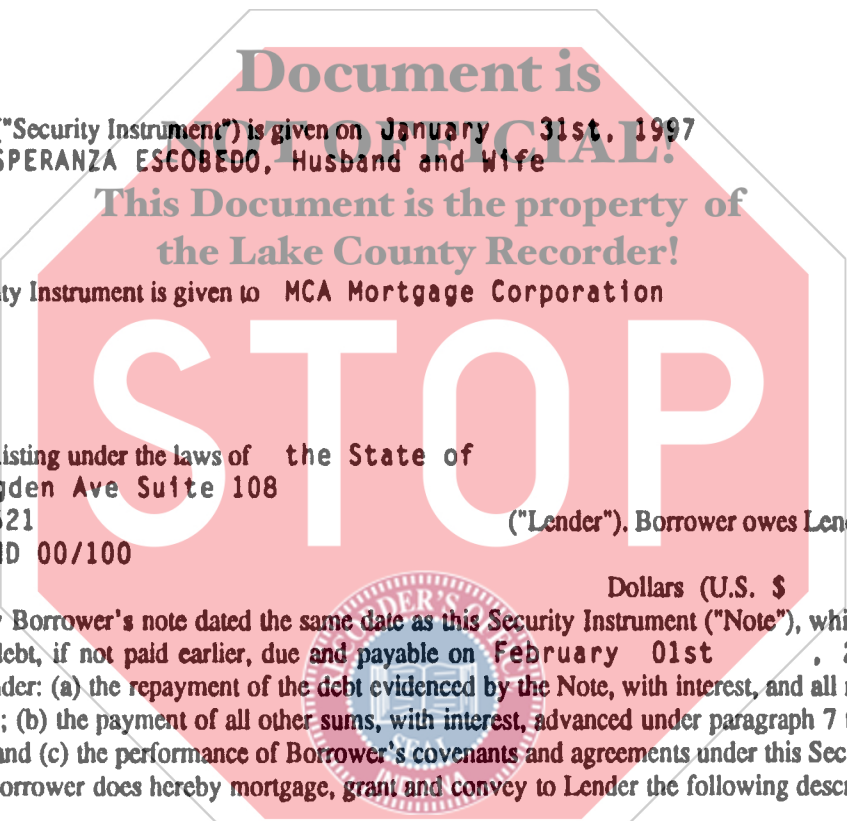 Document is
NOT OFFICIAL!
("Security Instrument") is given on January 31st, 1997
SPERANZA ESCOBEDO, Husband and Wife
This Document is the property of
the Lake County Recorder!
ty Instrument is given to MCA Mortgage Corporation
STOP
isting under the laws of the State of
gden Ave Suite 108
521
("Lender"). Borrower owes Lend
D 00/100
Dollars (U.S. $
Borrower's note dated the same date as this Security Instrument ("Note"), whi
debt, if not paid earlier, due and payable on February 01st , 2
der: (a) the repayment of the debt evidenced by the Note, with interest, and all
; (b) the payment of all other sums, with interest, advanced under paragraph 7
and (c) the performance of Borrower's covenants and agreements under this Sec
orrower does hereby mortgage, grant and convey to Lender the following descr
SEAL
INDIANA